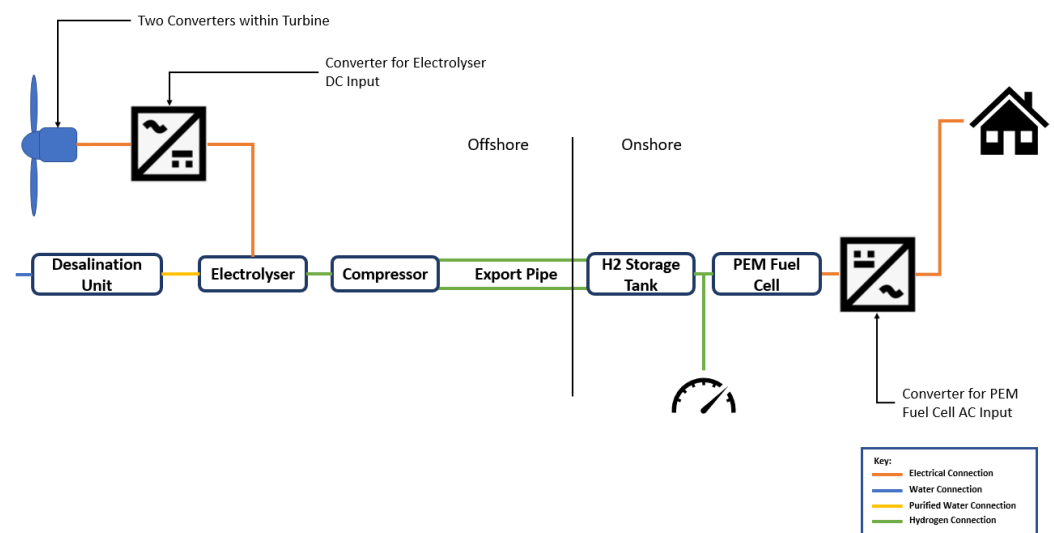 Two Converters within Turbine
Converter for Electrolyser
DC Input
Offshore
Onshore
Desalination
Unit
Electrolyser
Compressor
Export Pipe
H2 Storage
Tank
PEM Fuel
Cell
Converter for PEM
Fuel Cell AC Input
Key:
Electrical Connection
Water Connection
Purified Water Connection
Hydrogen Connection